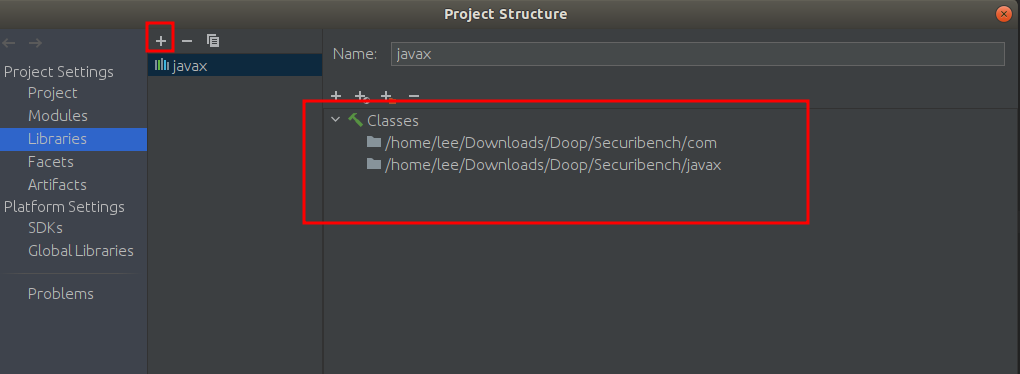 Project Structure
Project Settings
Project
Modules
Libraries
Facets
Artifacts
Platform Settings
SDKs
Global Libraries
Problems
javax
Name:
javax
Classes
/home/lee/Downloads/Doop/Securibench/com
/home/lee/Downloads/Doop/Securibench/javax